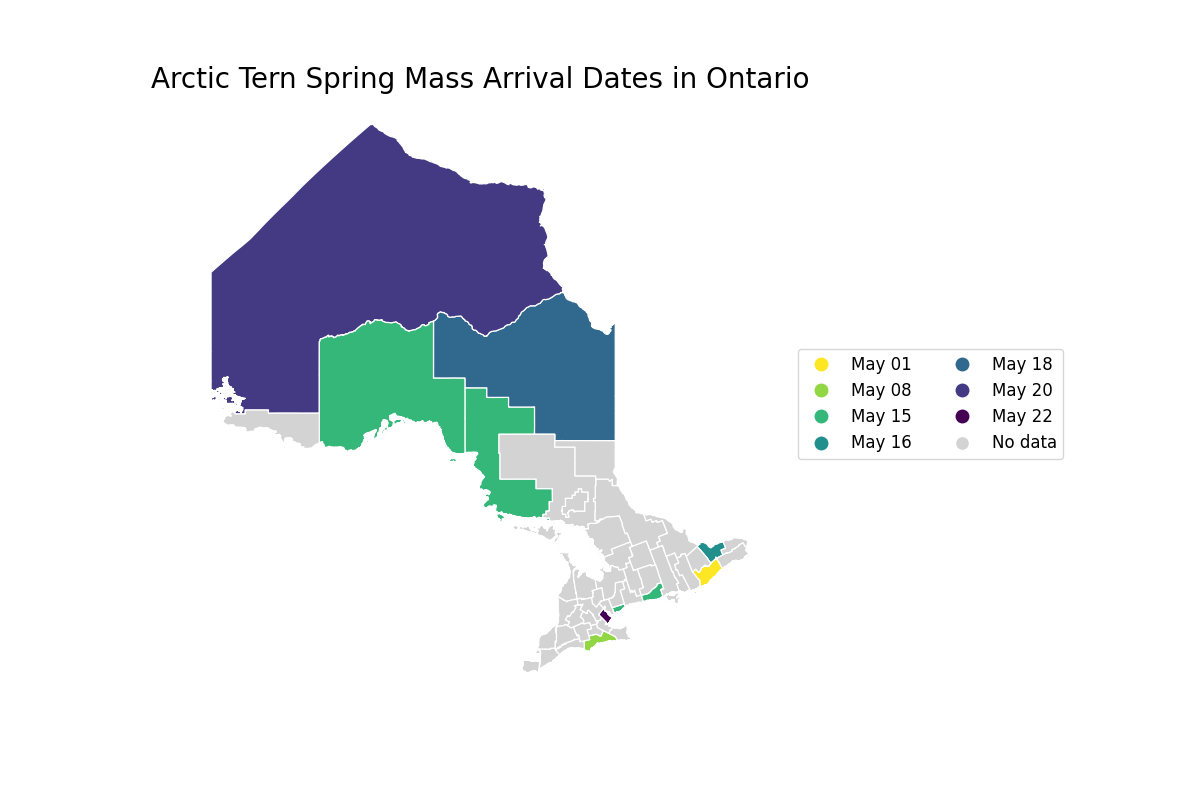 Arctic Tern Spring Mass Arrival Dates in Ontario
May 01
May 08
May 15
May 16
May 18
May 20
May 22
No data